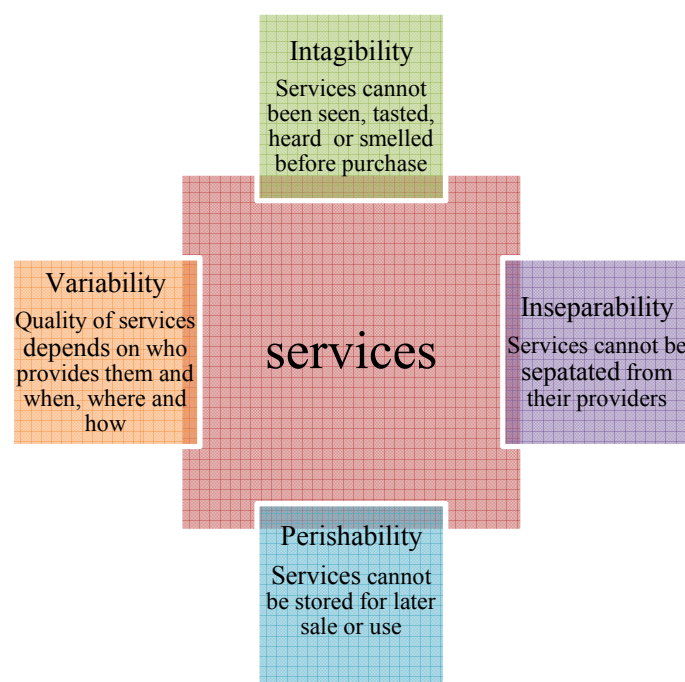 Intagibility
Services cannot
been seen, tasted,
heard or smelled
before purchase
Variability
Quality of services
depends on who
provides them and
when, where and
how
services
Inseparability
Services cannot be
sepatated from
their providers
Perishability
Services cannot
be stored for later
sale or use